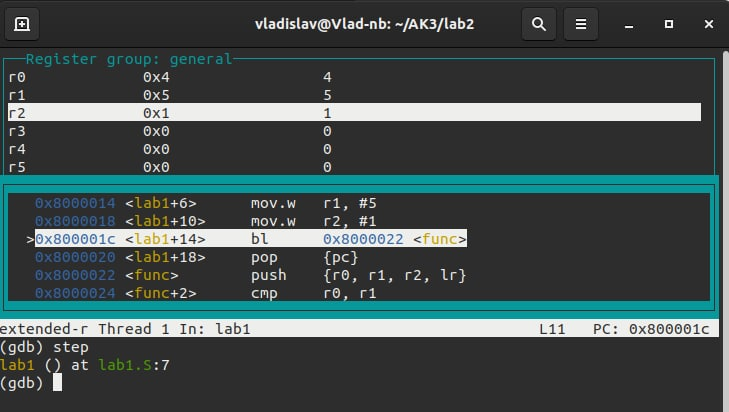 vladislav@Vlad-nb: ~/AK3/lab2
Register group: general
r0 0x4 4
r1 0x5 5
r2 0x1 1
r3 0x0 0
r4 0x0 0
r5 0x0 0
0x8000014 <lab1+6> mov.w r1, #5
0x8000018 <lab1+10> mov.w r2, #1
>0x800001c <lab1+14> bl 0x8000022 <func>
0x8000020 <lab1+18> pop {pc}
0x8000022 <func> push {r0, r1, r2, lr}
0x8000024 <func+2> cmp r0, r1
extended-r Thread 1 In: lab1 L11 PC: 0x800001c
(gdb) step
lab1 () at lab1.S:7
(gdb)